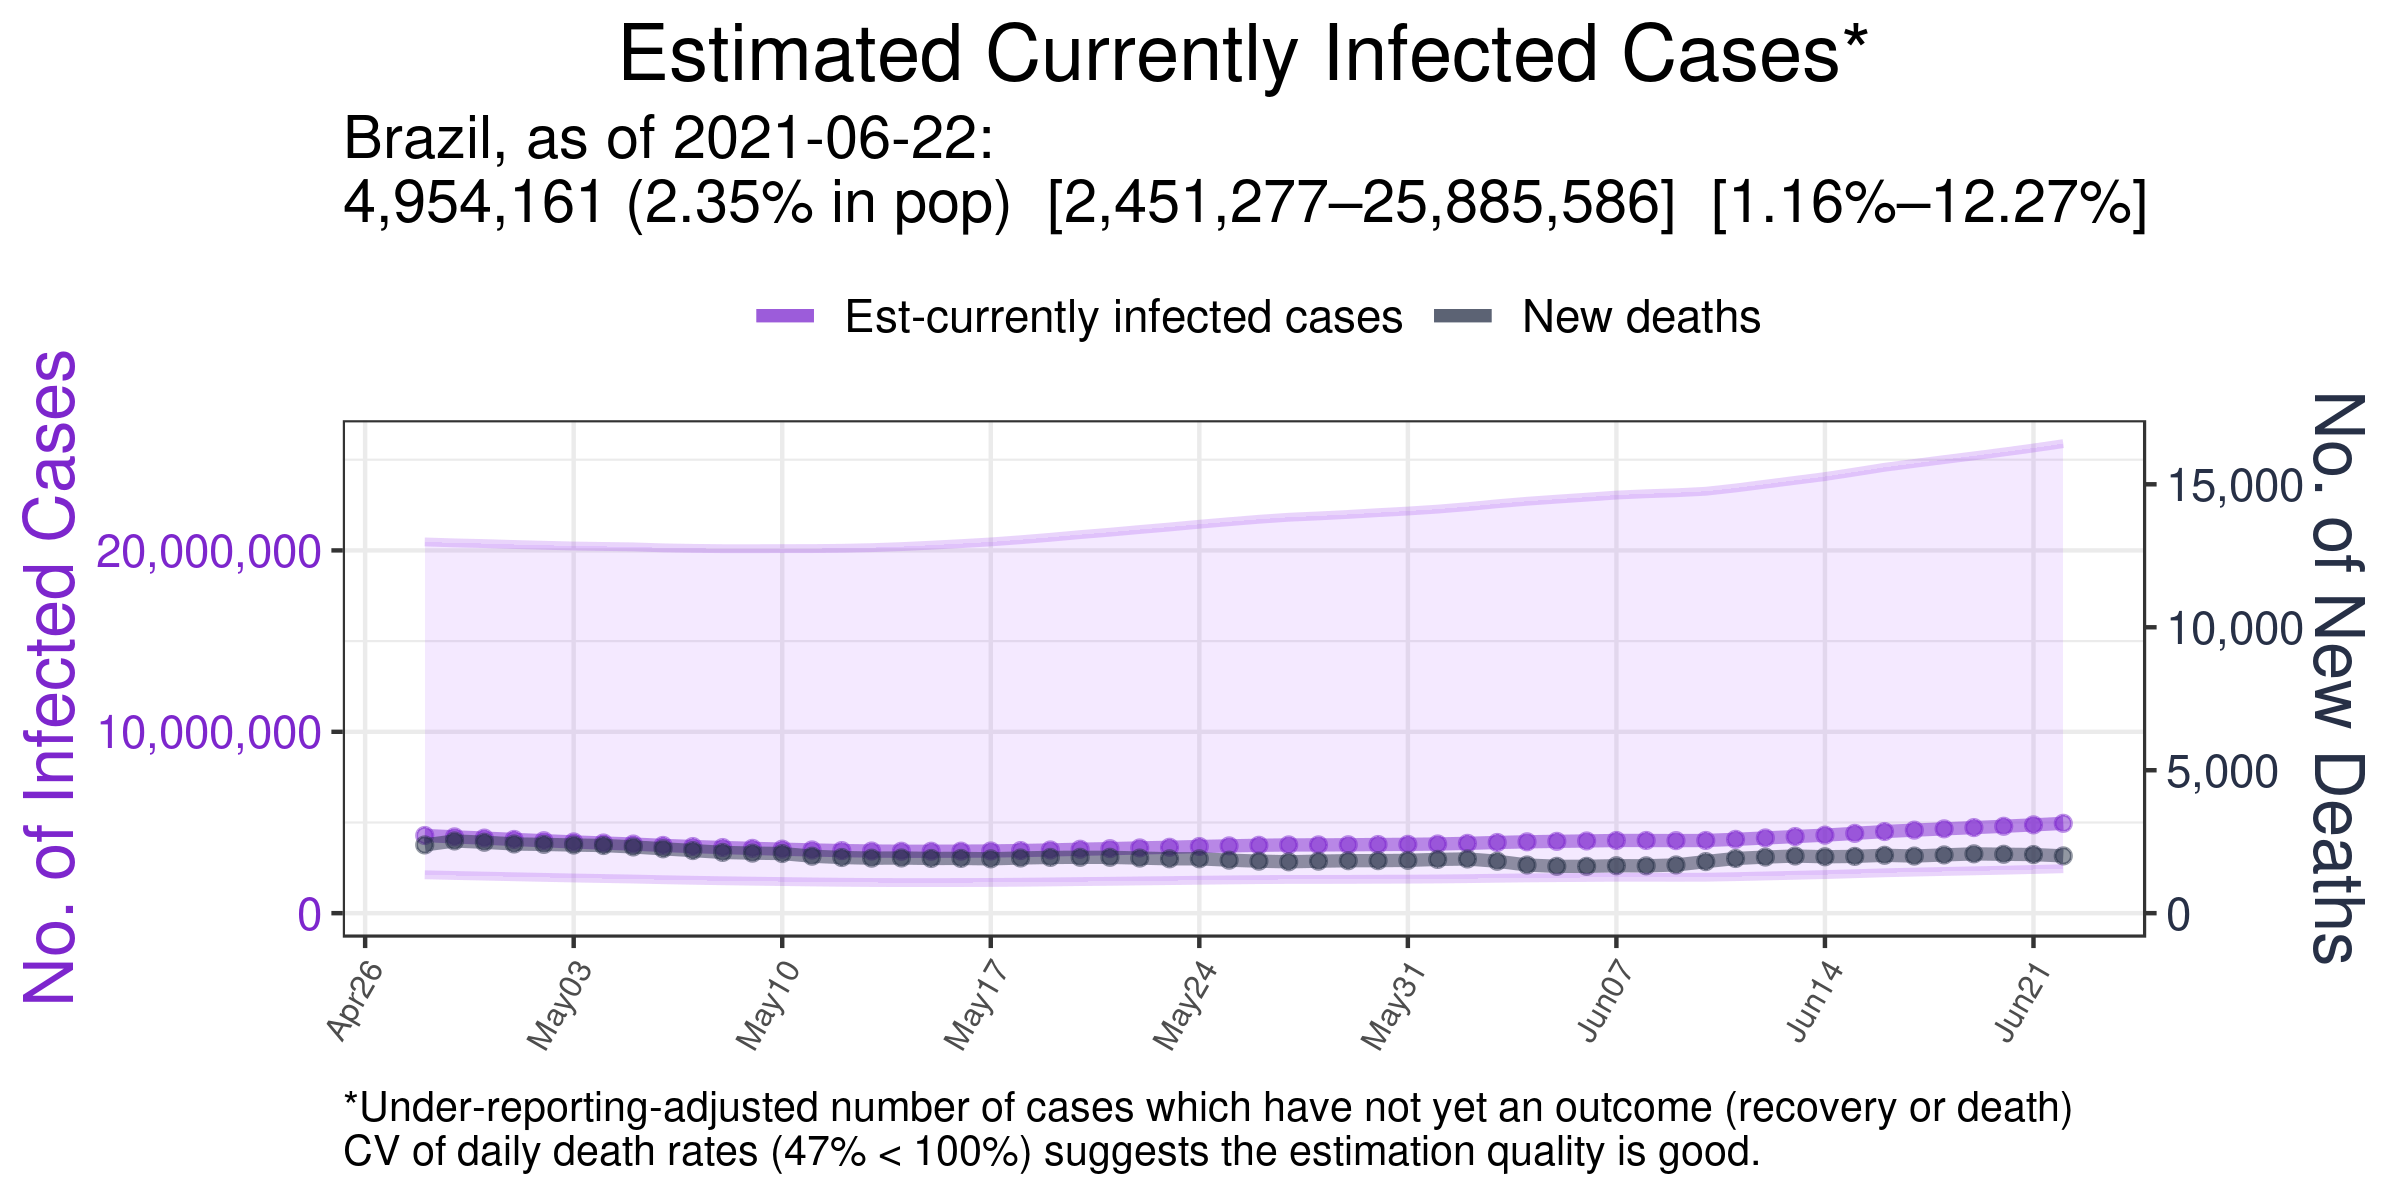 Estimated Currently Infected Cases*
Brazil, as of 2021-06-22:
4,954,161 (2.35% in pop)  [2,451,277–25,885,586]  [1.16%–12.27%]
Est-currently infected cases
New deaths
No. of Infected Cases
20,000,000
10,000,000
0
15,000
10,000
5,000
0
No. of New Deaths
Apr26
May03
May10
May17
May24
May31
Jun07
Jun14
Jun21
*Under-reporting-adjusted number of cases which have not yet an outcome (recovery or death)
CV of daily death rates (47% < 100%) suggests the estimation quality is good.